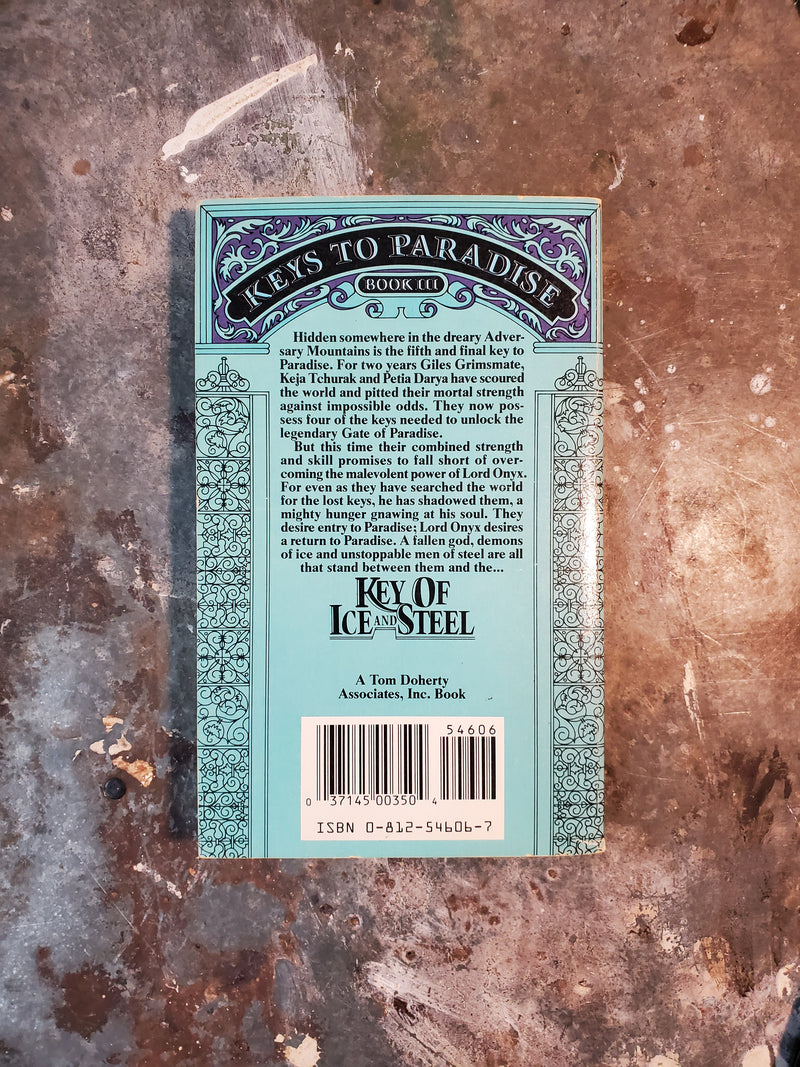 KEYS TO PARADISE
BOOK III
Hidden somewhere in the dreary Adver-
sary Mountains is the fifth and final key to
Paradise. For two years Giles Grimsmate,
Keja Tchurak and Petia Darya have scoured
the world and pitted their mortal strength
against impossible odds. They now pos-
sess four of the keys needed to unlock the
legendary Gate of Paradise.
But this time their combined strength
and skill promises to fall short of over-
coming the malevolent power of Lord Onyx.
For even as they have searched the world
for the lost keys, he has shadowed them, a
mighty hunger gnawing at his soul. They
desire entry to Paradise; Lord Onyx desires
a return to Paradise. A fallen god, demons
of ice and unstoppable men of steel are all
that stand between them and the...
KEY OF
ICE AND STEEL
A Tom Doherty
Associates, Inc. Book
54606
0 37145 00350 4
ISBN 0-812-54606-7